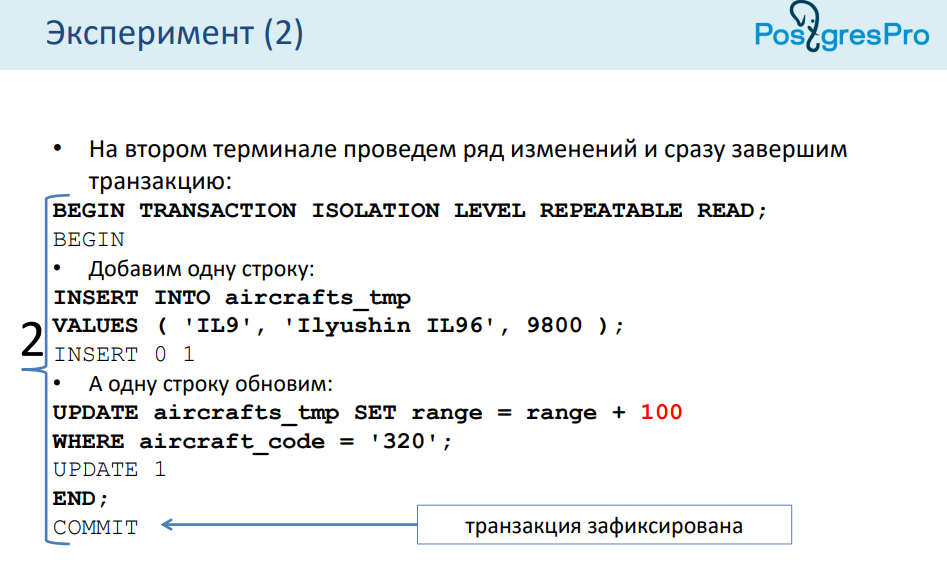 Эксперимент (2)
PostgresPro
• На втором терминале проведем ряд изменений и сразу завершим
транзакцию:
BEGIN TRANSACTION ISOLATION LEVEL REPEATABLE READ;
BEGIN
• Добавим одну строку:
INSERT INTO aircrafts_tmp
VALUES ( 'IL9', 'Ilyushin IL96', 9800 );
2
INSERT 0 1
• А одну строку обновим:
UPDATE aircrafts_tmp SET range = range + 100
WHERE aircraft_code = '320';
UPDATE 1
END;
COMMIT
транзакция зафиксирована